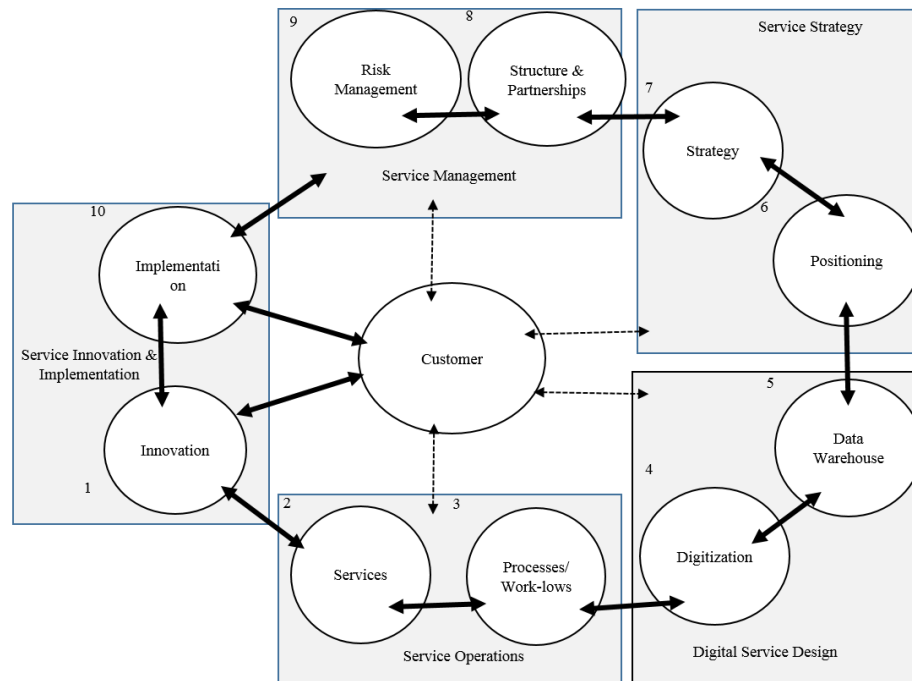 9
8
Service Strategy
Risk
Management
Structure &
Partnerships
7
Strategy
Service Management
6
10
Implementati
on
Positioning
Customer
Service Innovation &
Implementation
5
Innovation
Data
Warehouse
1
2
3
4
Services
Processes/
Work-lows
Digitization
Service Operations
Digital Service Design